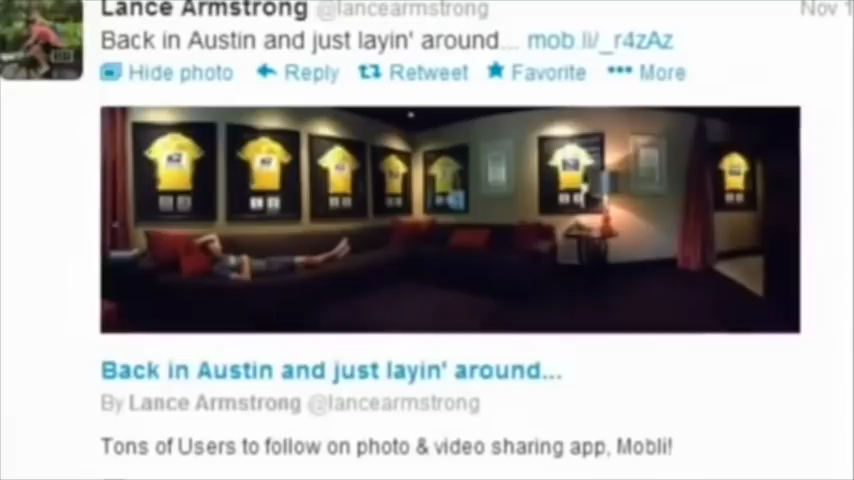 Lance Armstrong @lancearmstrong Nov 1
Back in Austin and just layin' around... mob.li/_r4zAz
Hide photo Reply Retweet Favorite More
Back in Austin and just layin' around...
By Lance Armstrong @lancearmstrong
Tons of Users to follow on photo & video sharing app, Mobli!